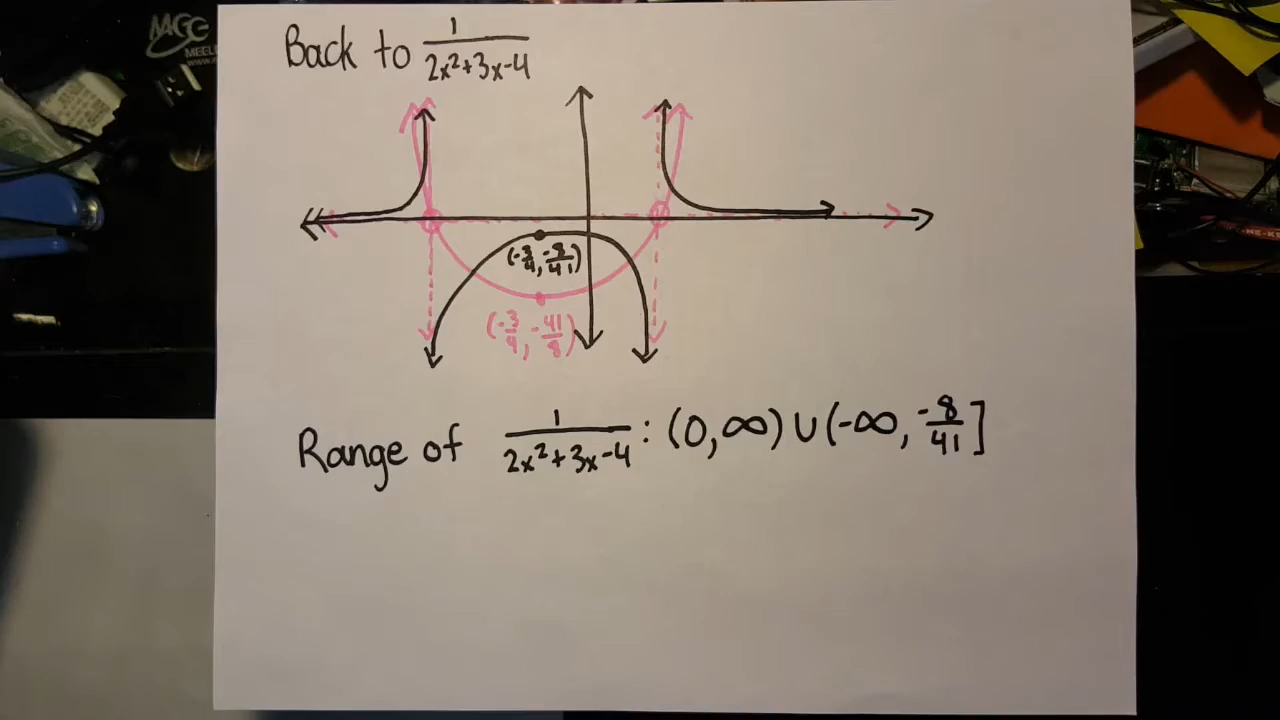 MCC
Back to 1/(2x²+3x-4)
(-3/4, -8/41)
(-3/4, -41/8)
Range of 1/(2x²+3x-4) : (0,∞)∪(-∞, -8/41]